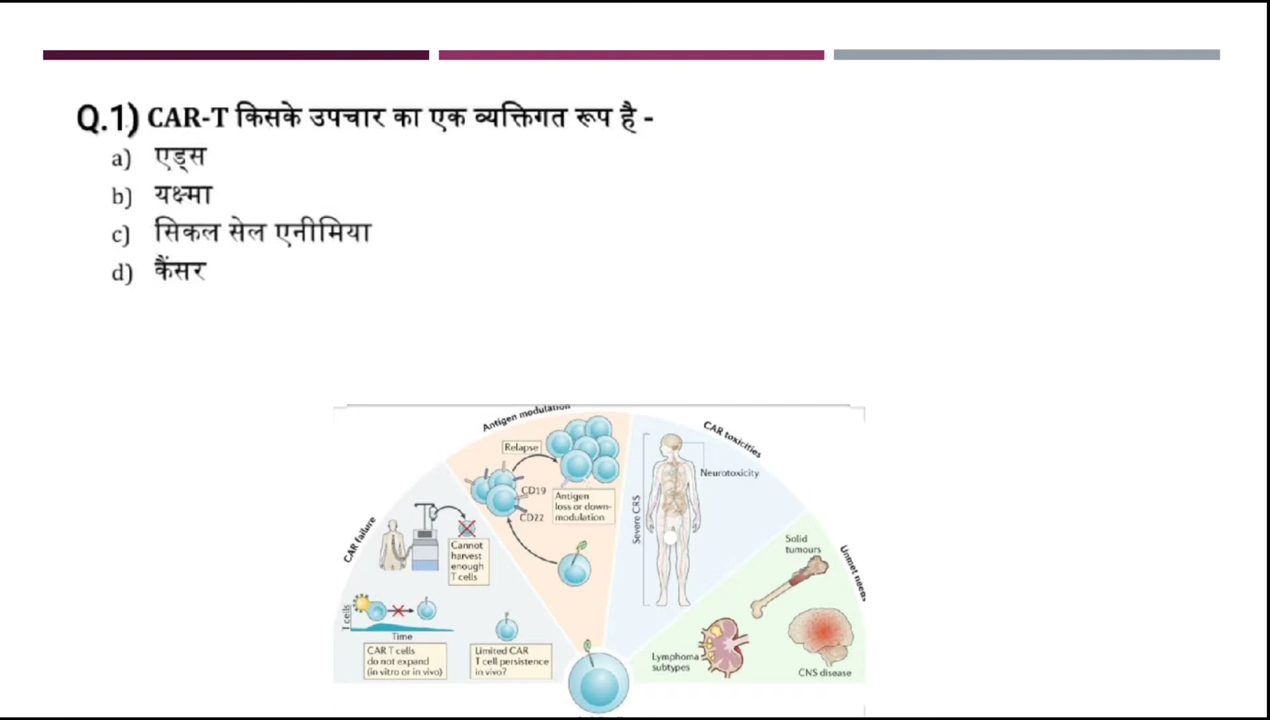 Q.1) CAR-T किसके उपचार का एक व्यक्तिगत रूप है -
a) एड्स
b) यक्ष्मा
c) सिकल सेल एनीमिया
d) कैंसर
Antigen modulation
CAR toxicities
Relapse
Neurotoxicity
CD19
CD22
Antigen
loss or down-
modulation
Severe CRS
CAR failure
Cannot
harvest
enough
T cells
Solid
tumours
Unmet needs
T cells
Time
CAR T cells
do not expand
(in vitro or in vivo)
Limited CAR
T cell persistence
in vivo?
Lymphoma
subtypes
CNS disease